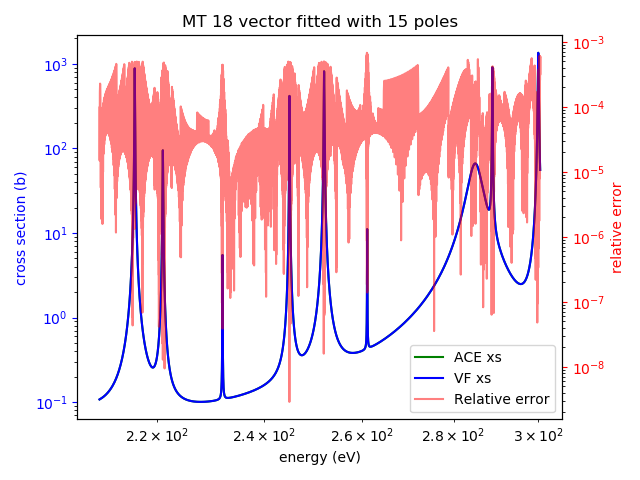 MT 18 vector fitted with 15 poles
cross section (b)
10³
10²
10¹
10⁰
10⁻¹
10⁻³
10⁻⁴
10⁻⁵
10⁻⁶
10⁻⁷
10⁻⁸
relative error
ACE xs
VF xs
Relative error
2.2 × 10² 2.4 × 10² 2.6 × 10² 2.8 × 10² 3 × 10²
energy (eV)